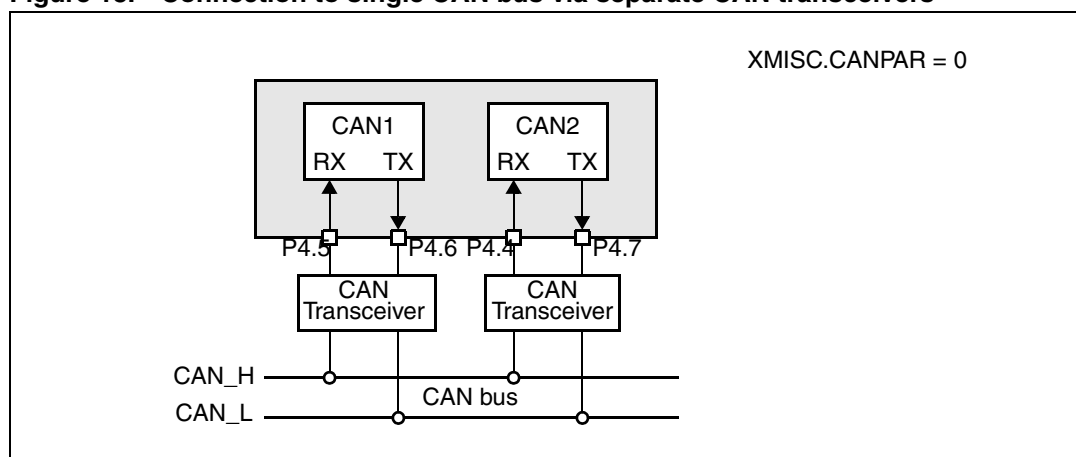 Figure Connection to single CAN bus via separate CAN transceivers
XMISC.CANPAR = 0
CAN1 CAN2
RX TX RX TX
P4.5 P4.6 P4.4 P4.7
CAN CAN
Transceiver Transceiver
CAN_H
CAN bus
CAN_L